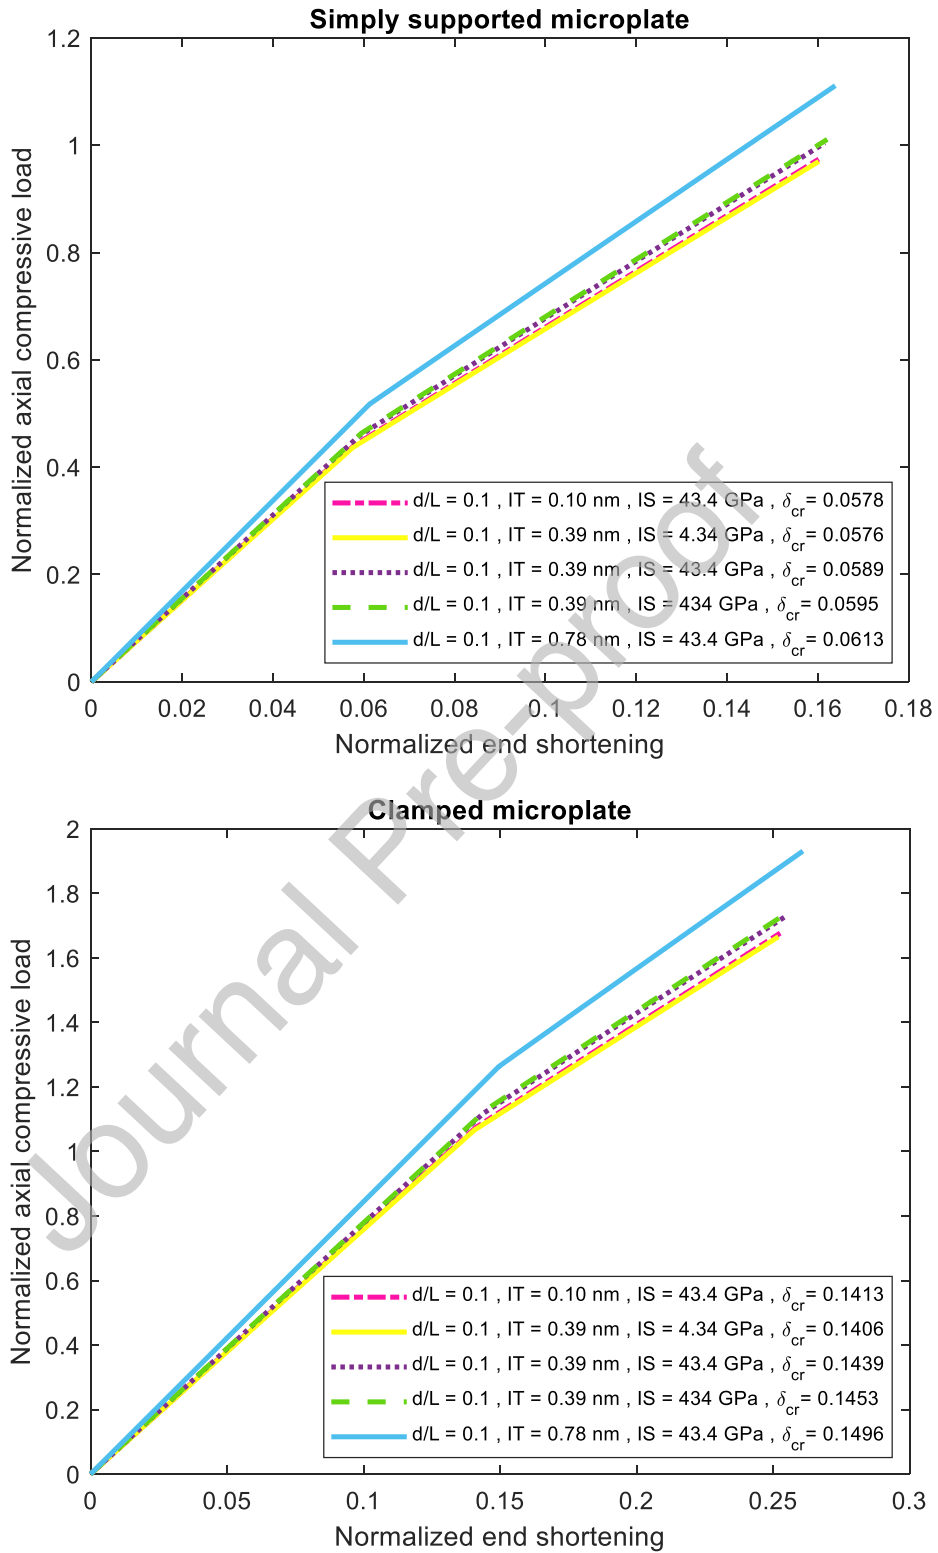 Simply supported microplate
1.2
1
0.8
0.6
0.4
0.2
0
Normalized axial compressive load
d/L = 0.1 , IT = 0.10 nm , IS = 43.4 GPa , δcr = 0.0578
d/L = 0.1 , IT = 0.39 nm , IS = 4.34 GPa , δcr = 0.0576
d/L = 0.1 , IT = 0.39 nm , IS = 43.4 GPa , δcr = 0.0589
d/L = 0.1 , IT = 0.39 nm , IS = 434 GPa , δcr = 0.0595
d/L = 0.1 , IT = 0.78 nm , IS = 43.4 GPa , δcr = 0.0613
0 0.02 0.04 0.06 0.08 0.1 0.12 0.14 0.16 0.18
Normalized end shortening
Journal Pre-proof
Clamped microplate
2
1.8
1.6
1.4
1.2
1
0.8
0.6
0.4
0.2
0
Normalized axial compressive load
d/L = 0.1 , IT = 0.10 nm , IS = 43.4 GPa , δcr = 0.1413
d/L = 0.1 , IT = 0.39 nm , IS = 4.34 GPa , δcr = 0.1406
d/L = 0.1 , IT = 0.39 nm , IS = 43.4 GPa , δcr = 0.1439
d/L = 0.1 , IT = 0.39 nm , IS = 434 GPa , δcr = 0.1453
d/L = 0.1 , IT = 0.78 nm , IS = 43.4 GPa , δcr = 0.1496
0 0.05 0.1 0.15 0.2 0.25 0.3
Normalized end shortening